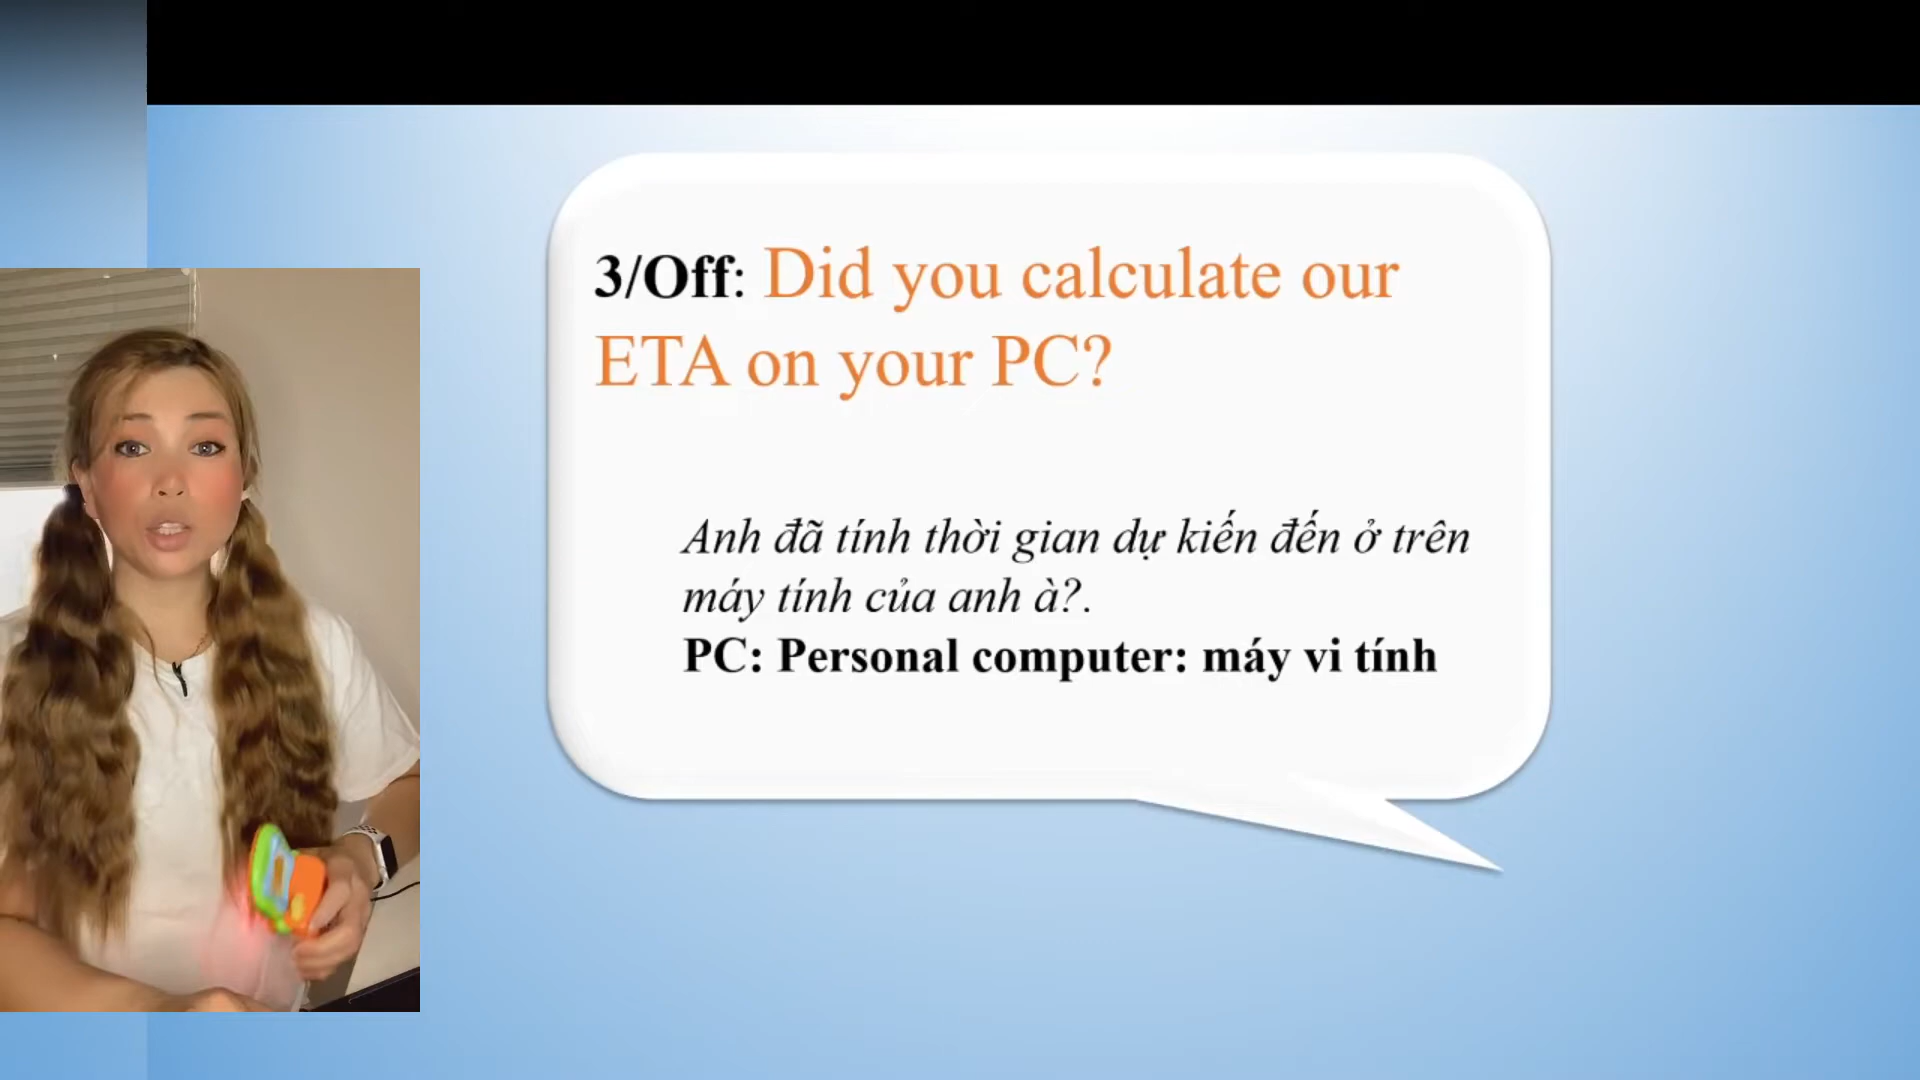 3/Off: Did you calculate our
ETA on your PC?
Anh đã tính thời gian dự kiến đến ở trên
máy tính của anh à?.
PC: Personal computer: máy vi tính